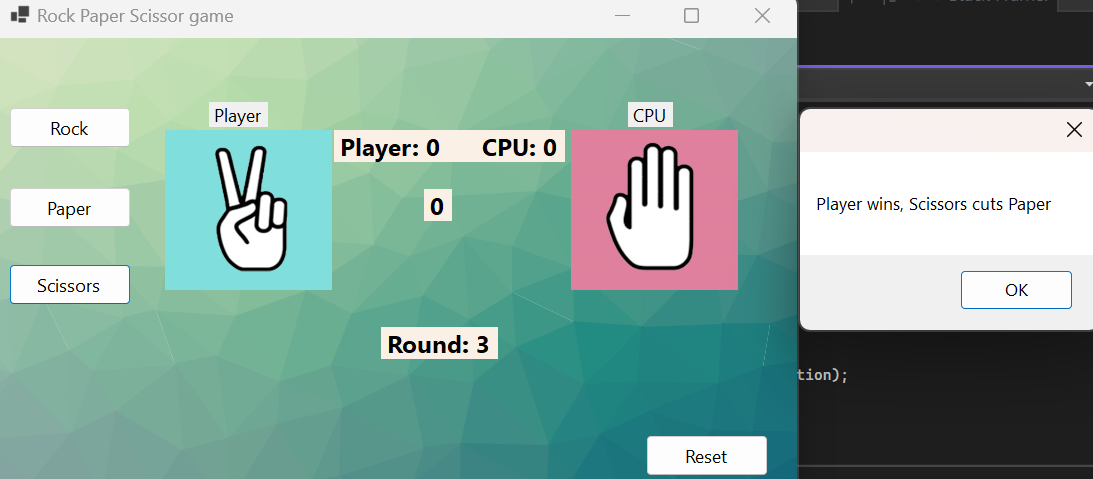 Rock Paper Scissor game
Player
CPU
Rock
Player: 0 CPU: 0
Paper
0
Scissors
Round: 3
Reset
Player wins, Scissors cuts Paper
OK
tion);